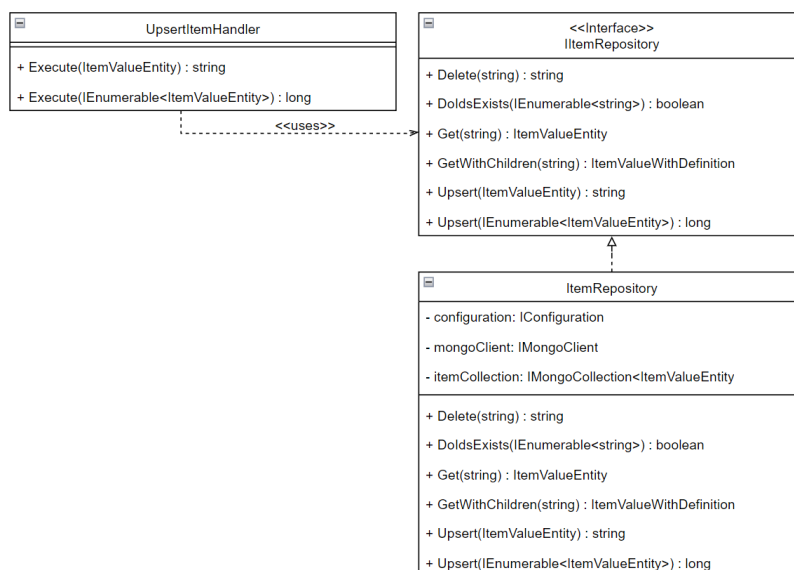 UpsertItemHandler
+ Execute(ItemValueEntity) : string
+ Execute(IEnumerable<ItemValueEntity>) : long
<<uses>>
<<Interface>>
IItemRepository
+ Delete(string) : string
+ DoIdsExists(IEnumerable<string>) : boolean
+ Get(string) : ItemValueEntity
+ GetWithChildren(string) : ItemValueWithDefinition
+ Upsert(ItemValueEntity) : string
+ Upsert(IEnumerable<ItemValueEntity>) : long
ItemRepository
- configuration: IConfiguration
- mongoClient: IMongoClient
- itemCollection: IMongoCollection<ItemValueEntity
+ Delete(string) : string
+ DoIdsExists(IEnumerable<string>) : boolean
+ Get(string) : ItemValueEntity
+ GetWithChildren(string) : ItemValueWithDefinition
+ Upsert(ItemValueEntity) : string
+ Upsert(IEnumerable<ItemValueEntity>) : long